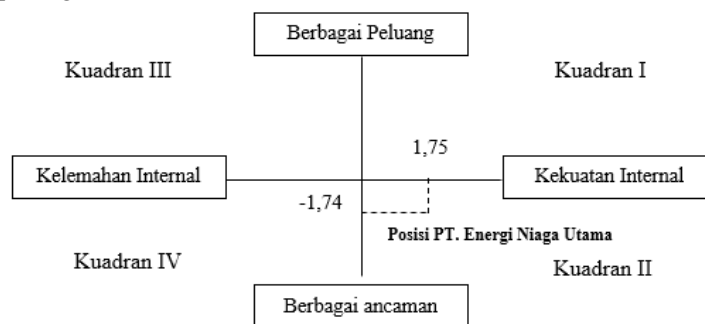 Berbagai Peluang
Kuadran III
Kuadran I
1,75
Kelemahan Internal
Kekuatan Internal
-1,74
Posisi PT. Energi Niaga Utama
Kuadran IV
Kuadran II
Berbagai ancaman